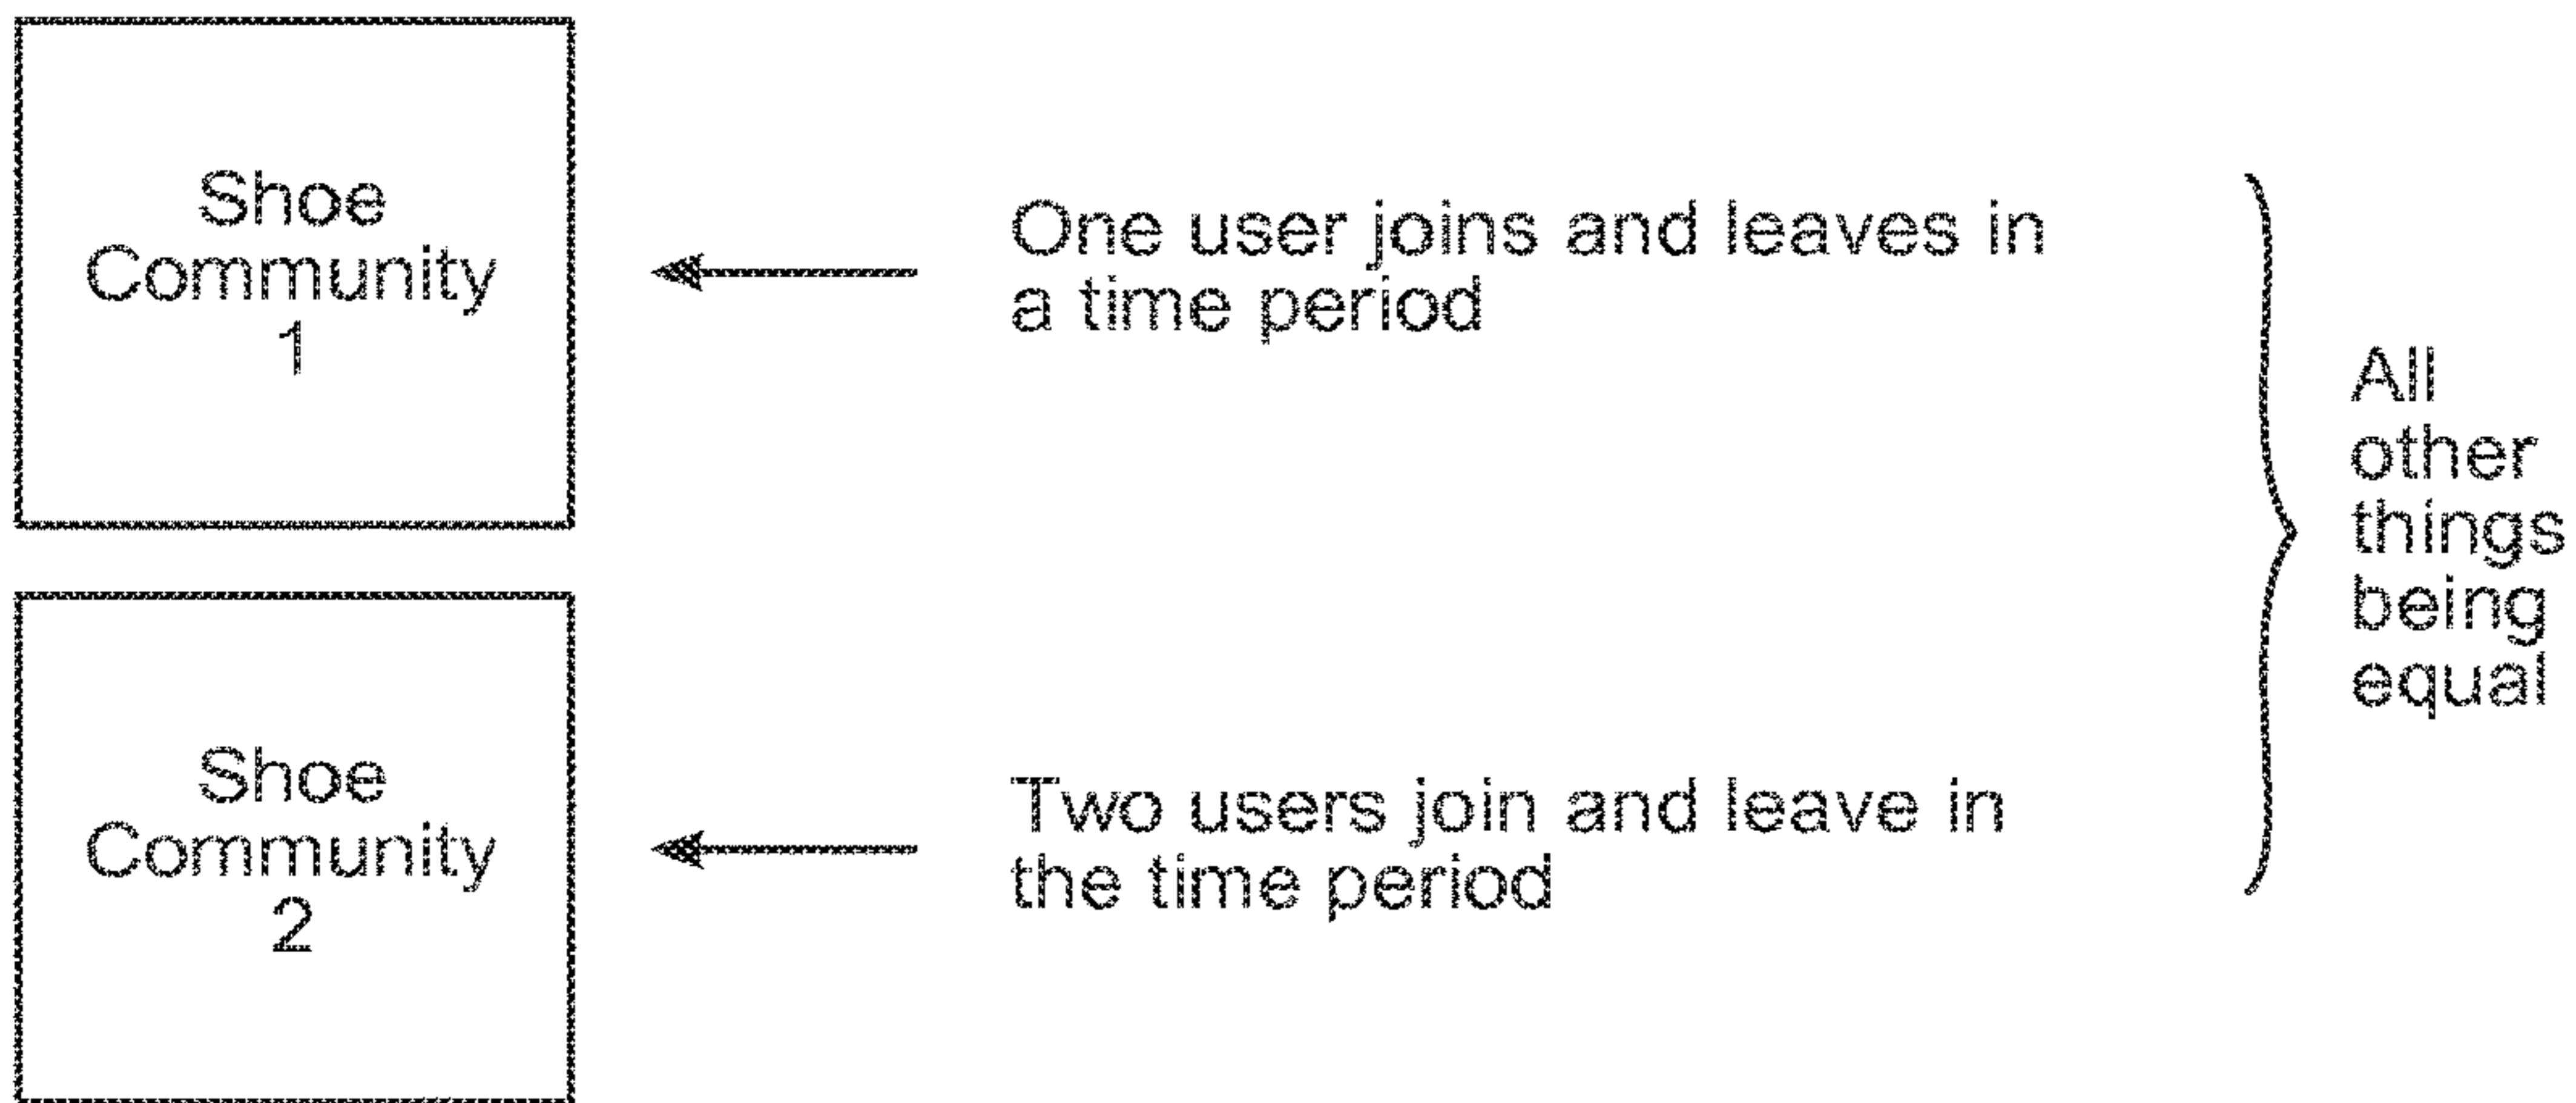 Shoe
Community
1
One user joins and leaves in
a time period
Shoe
Community
2
Two users join and leave in
the time period
All
other
things
being
equal